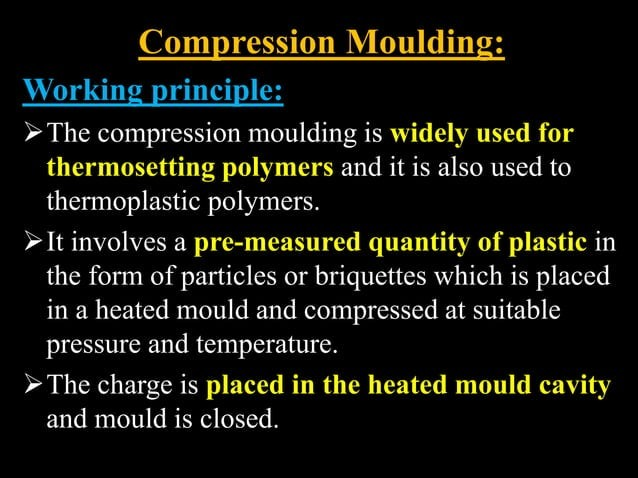 Compression Moulding:
Working principle:
➢The compression moulding is widely used for
thermosetting polymers and it is also used to
thermoplastic polymers.
➢It involves a pre-measured quantity of plastic in
the form of particles or briquettes which is placed
in a heated mould and compressed at suitable
pressure and temperature.
➢The charge is placed in the heated mould cavity
and mould is closed.